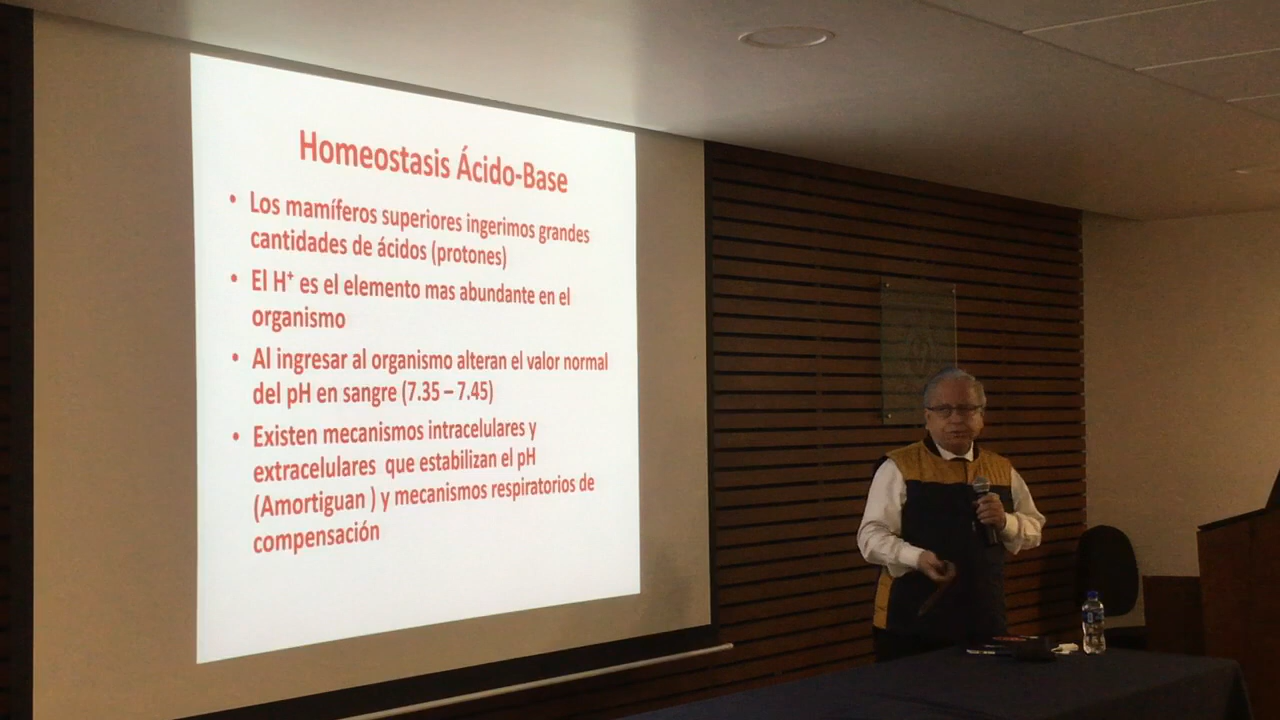 Homeostasis Ácido-Base
• Los mamíferos superiores ingerimos grandes
cantidades de ácidos (protones)
• El H⁺ es el elemento mas abundante en el
organismo
• Al ingresar al organismo alteran el valor normal
del pH en sangre (7.35 – 7.45)
• Existen mecanismos intracelulares y
extracelulares que estabilizan el pH
(Amortiguan ) y mecanismos respiratorios de
compensación